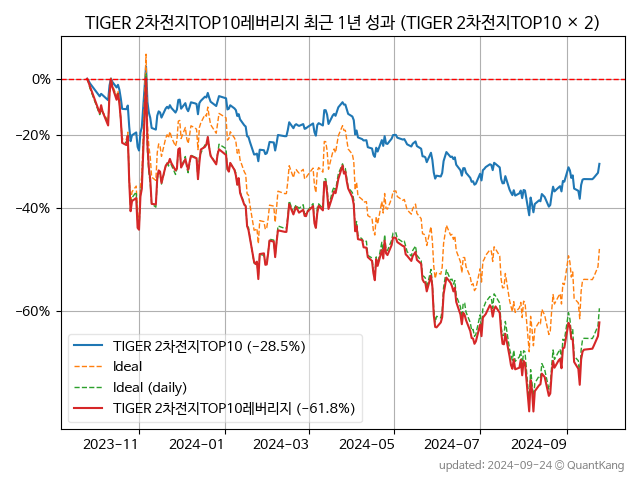 TIGER 2차전지TOP10레버리지 최근 1년 성과 (TIGER 2차전지TOP10 × 2)
0%
−20%
−40%
−60%
TIGER 2차전지TOP10 (−28.5%)
Ideal
Ideal (daily)
TIGER 2차전지TOP10레버리지 (−61.8%)
2023-11 2024-01 2024-03 2024-05 2024-07 2024-09
updated: 2024-09-24 © QuantKang